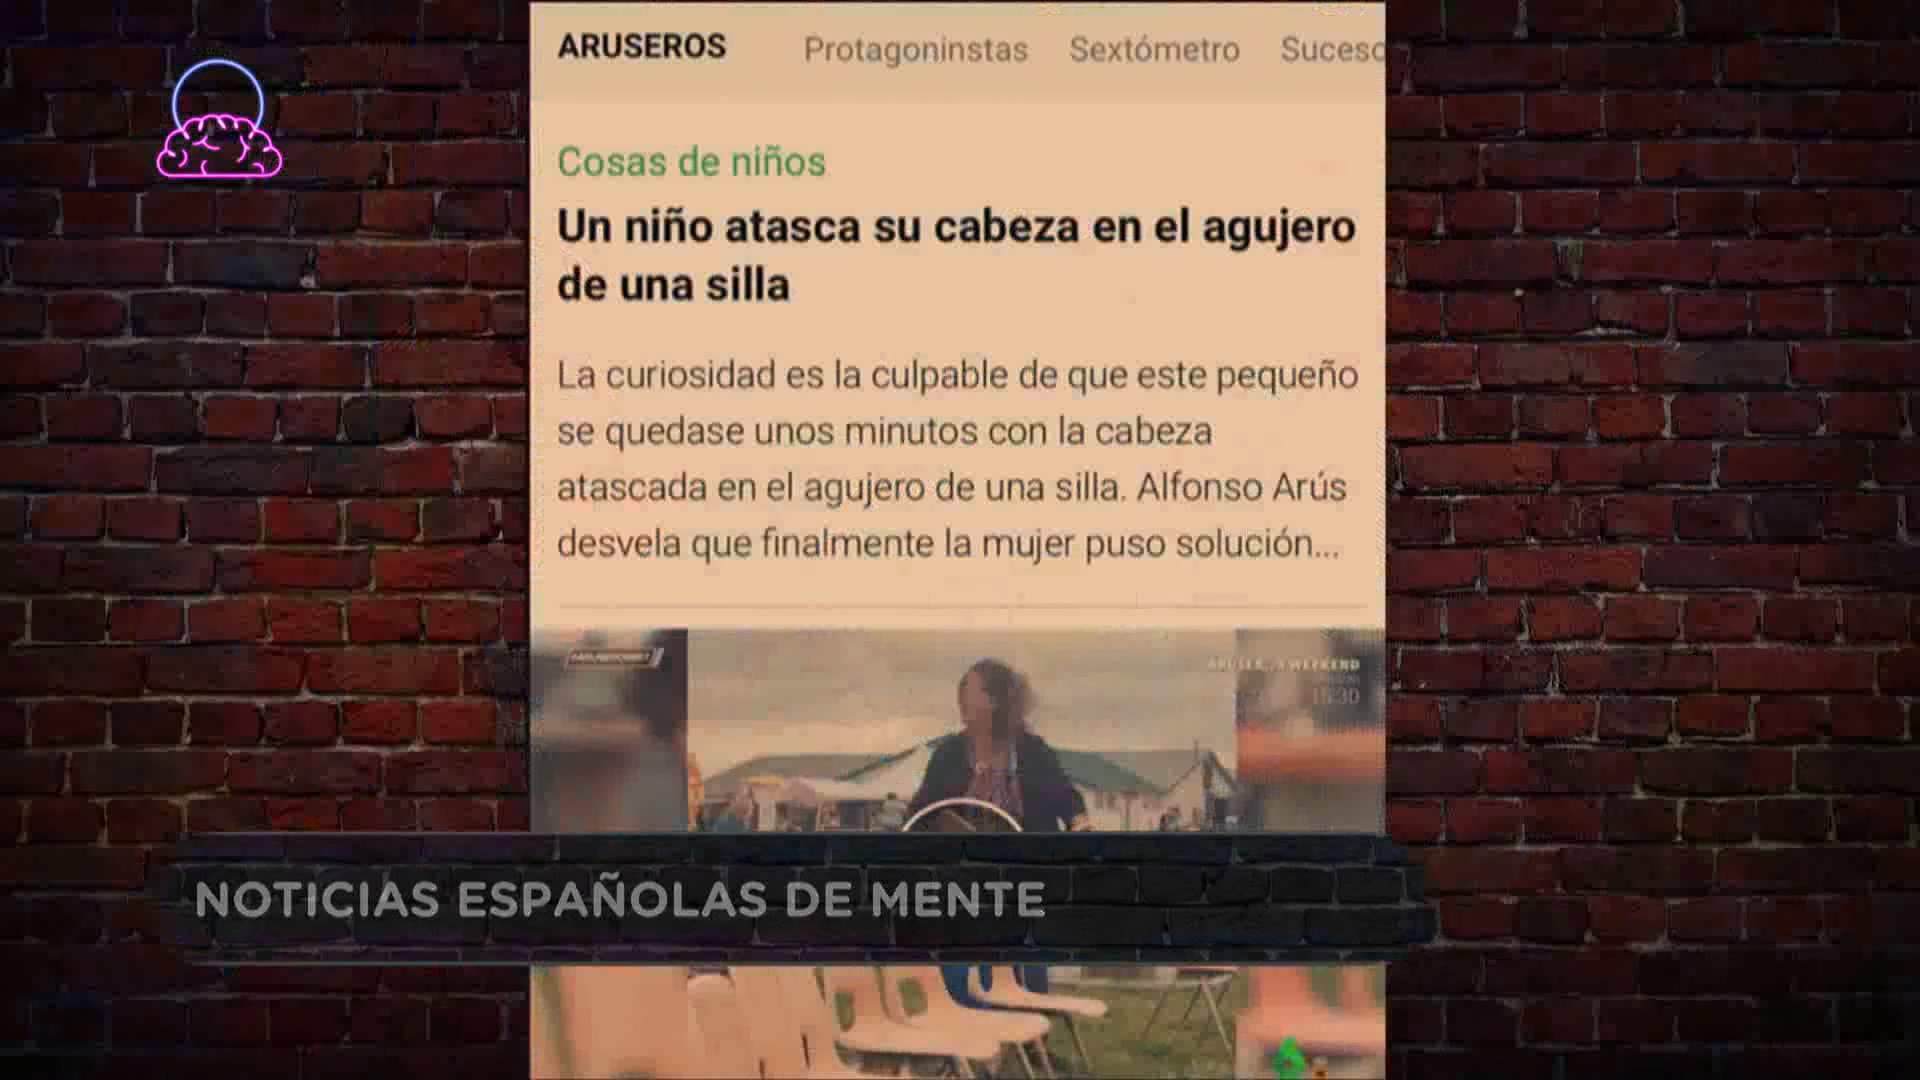 ARUSEROS Protagoninstas Sextómetro Suceso
Cosas de niños
Un niño atasca su cabeza en el agujero
de una silla
La curiosidad es la culpable de que este pequeño
se quedase unos minutos con la cabeza
atascada en el agujero de una silla. Alfonso Arús
desvela que finalmente la mujer puso solución...
WEEKEND
NOTICIAS ESPAÑOLAS DE MENTE